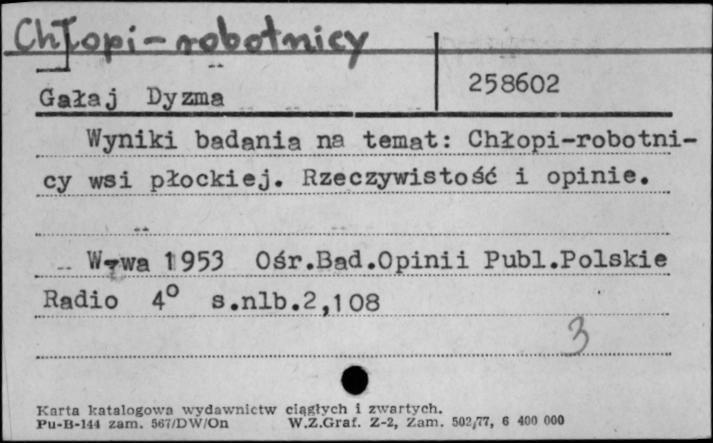 Chłopi-robotnicy
258602
Gałaj Dyzma
Wyniki badania na temat: Chłopi-robotni-
cy wsi płockiej. Rzeczywistość i opinie.
W-wa 1953 Ośr.Bad.Opinii Publ.Polskie
Radio 4° s.nlb.2,108
3
Karta katalogowa wydawnictw ciągłych i zwartych.
Pu-B-144 zam. 567/DW/On W.Z.Graf. Z-2, Zam. 502/77, 6 400 000